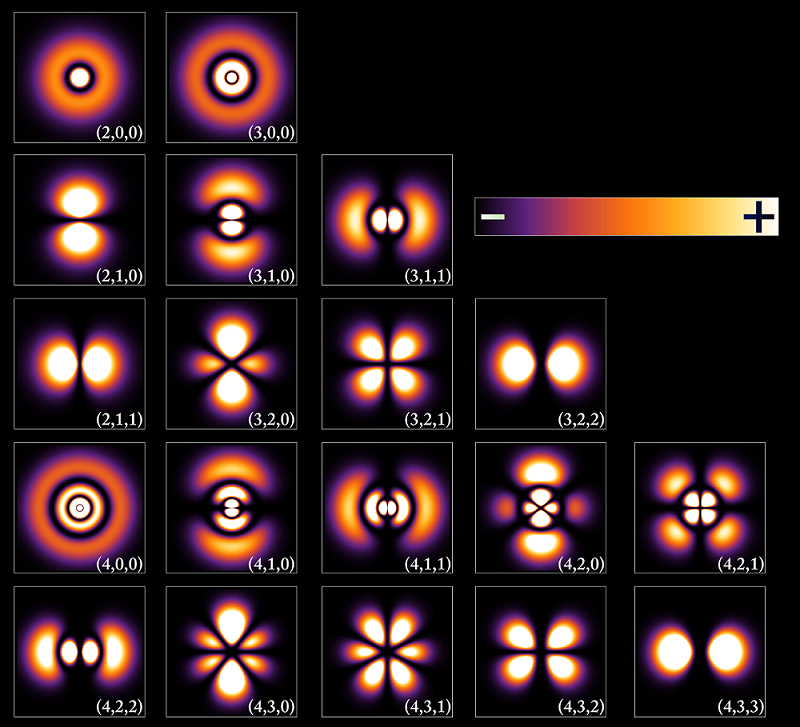 (2,0,0) (3,0,0)
(2,1,0) (3,1,0) (3,1,1)
− +
(2,1,1) (3,2,0) (3,2,1) (3,2,2)
(4,0,0) (4,1,0) (4,1,1) (4,2,0) (4,2,1)
(4,2,2) (4,3,0) (4,3,1) (4,3,2) (4,3,3)